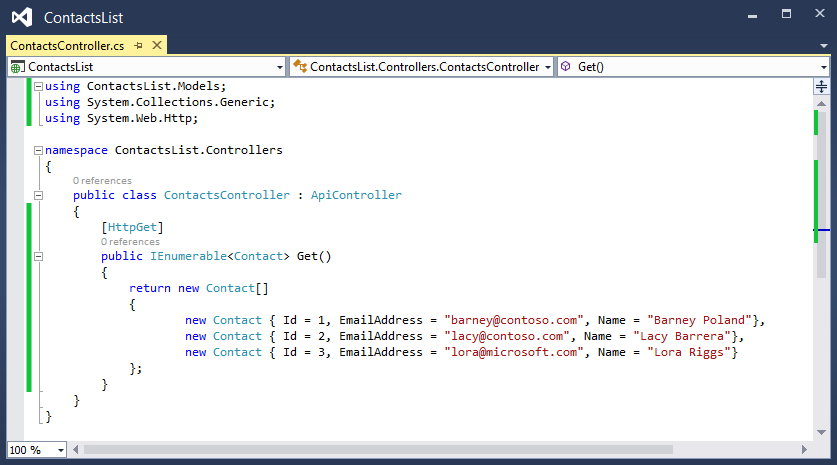 ContactsList
ContactsController.cs
ContactsList ContactsList.Controllers.ContactsController Get()
using ContactsList.Models;
using System.Collections.Generic;
using System.Web.Http;
namespace ContactsList.Controllers
{
0 references
public class ContactsController : ApiController
{
[HttpGet]
0 references
public IEnumerable<Contact> Get()
{
return new Contact[]
{
new Contact { Id = 1, EmailAddress = "barney@contoso.com", Name = "Barney Poland"},
new Contact { Id = 2, EmailAddress = "lacy@contoso.com", Name = "Lacy Barrera"},
new Contact { Id = 3, EmailAddress = "lora@microsoft.com", Name = "Lora Riggs"}
};
}
}
}
100 %